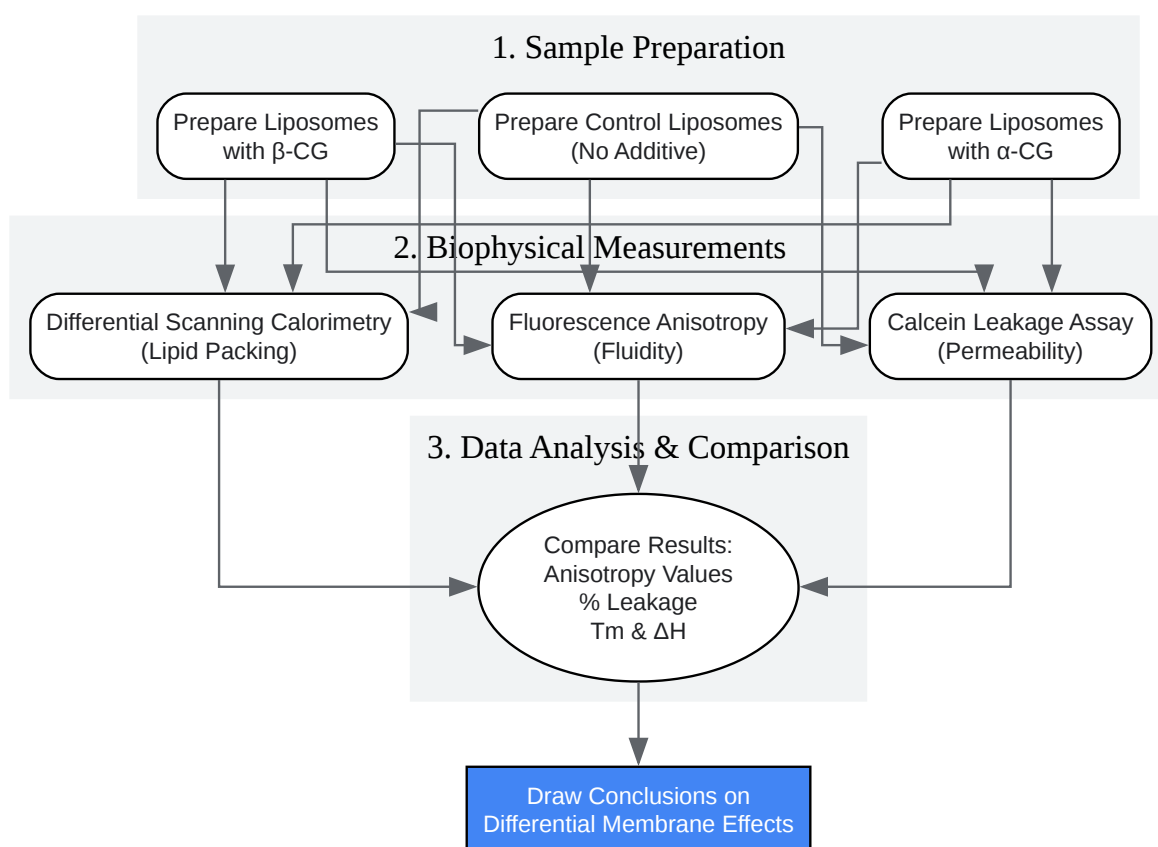 1. Sample Preparation
Prepare Liposomes
with β-CG
Prepare Control Liposomes
(No Additive)
Prepare Liposomes
with α-CG
2. Biophysical Measurements
Differential Scanning Calorimetry
(Lipid Packing)
Fluorescence Anisotropy
(Fluidity)
Calcein Leakage Assay
(Permeability)
3. Data Analysis & Comparison
Compare Results:
Anisotropy Values
% Leakage
Tm & ΔH
Draw Conclusions on
Differential Membrane Effects